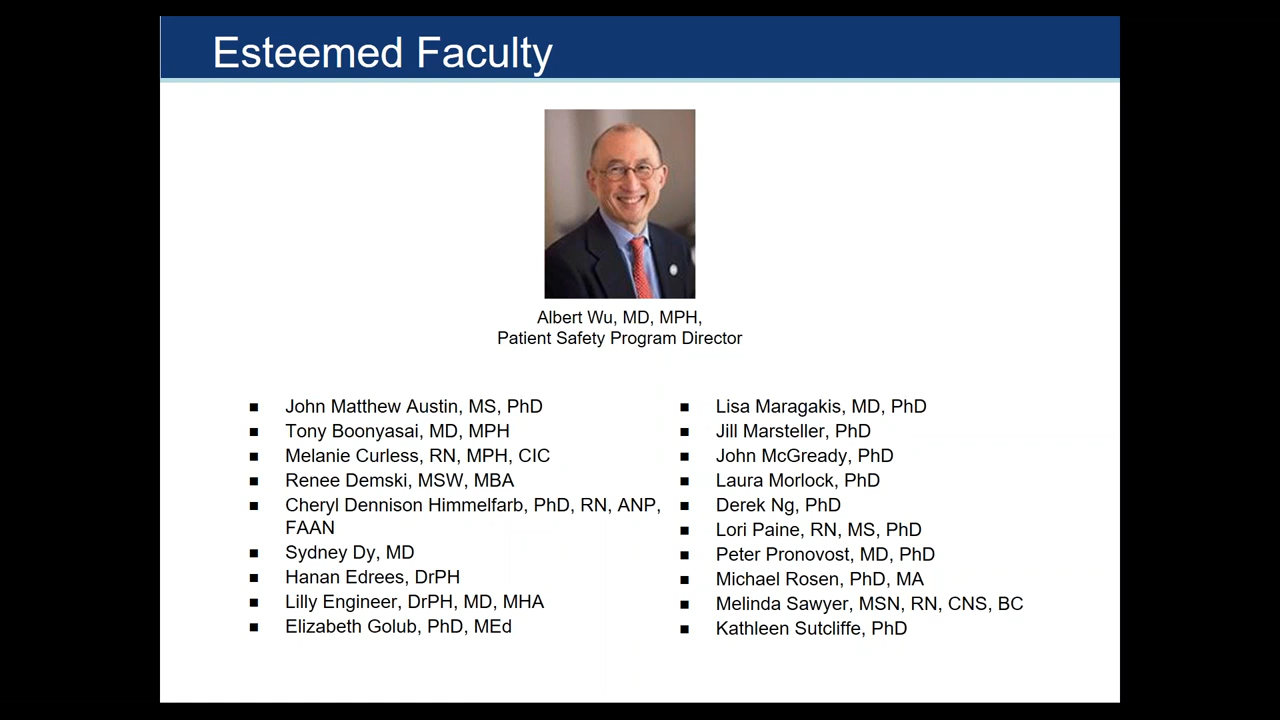 Esteemed Faculty
Albert Wu, MD, MPH,
Patient Safety Program Director
■ John Matthew Austin, MS, PhD
■ Tony Boonyasai, MD, MPH
■ Melanie Curless, RN, MPH, CIC
■ Renee Demski, MSW, MBA
■ Cheryl Dennison Himmelfarb, PhD, RN, ANP,
FAAN
■ Sydney Dy, MD
■ Hanan Edrees, DrPH
■ Lilly Engineer, DrPH, MD, MHA
■ Elizabeth Golub, PhD, MEd
■ Lisa Maragakis, MD, PhD
■ Jill Marsteller, PhD
■ John McGready, PhD
■ Laura Morlock, PhD
■ Derek Ng, PhD
■ Lori Paine, RN, MS, PhD
■ Peter Pronovost, MD, PhD
■ Michael Rosen, PhD, MA
■ Melinda Sawyer, MSN, RN, CNS, BC
■ Kathleen Sutcliffe, PhD